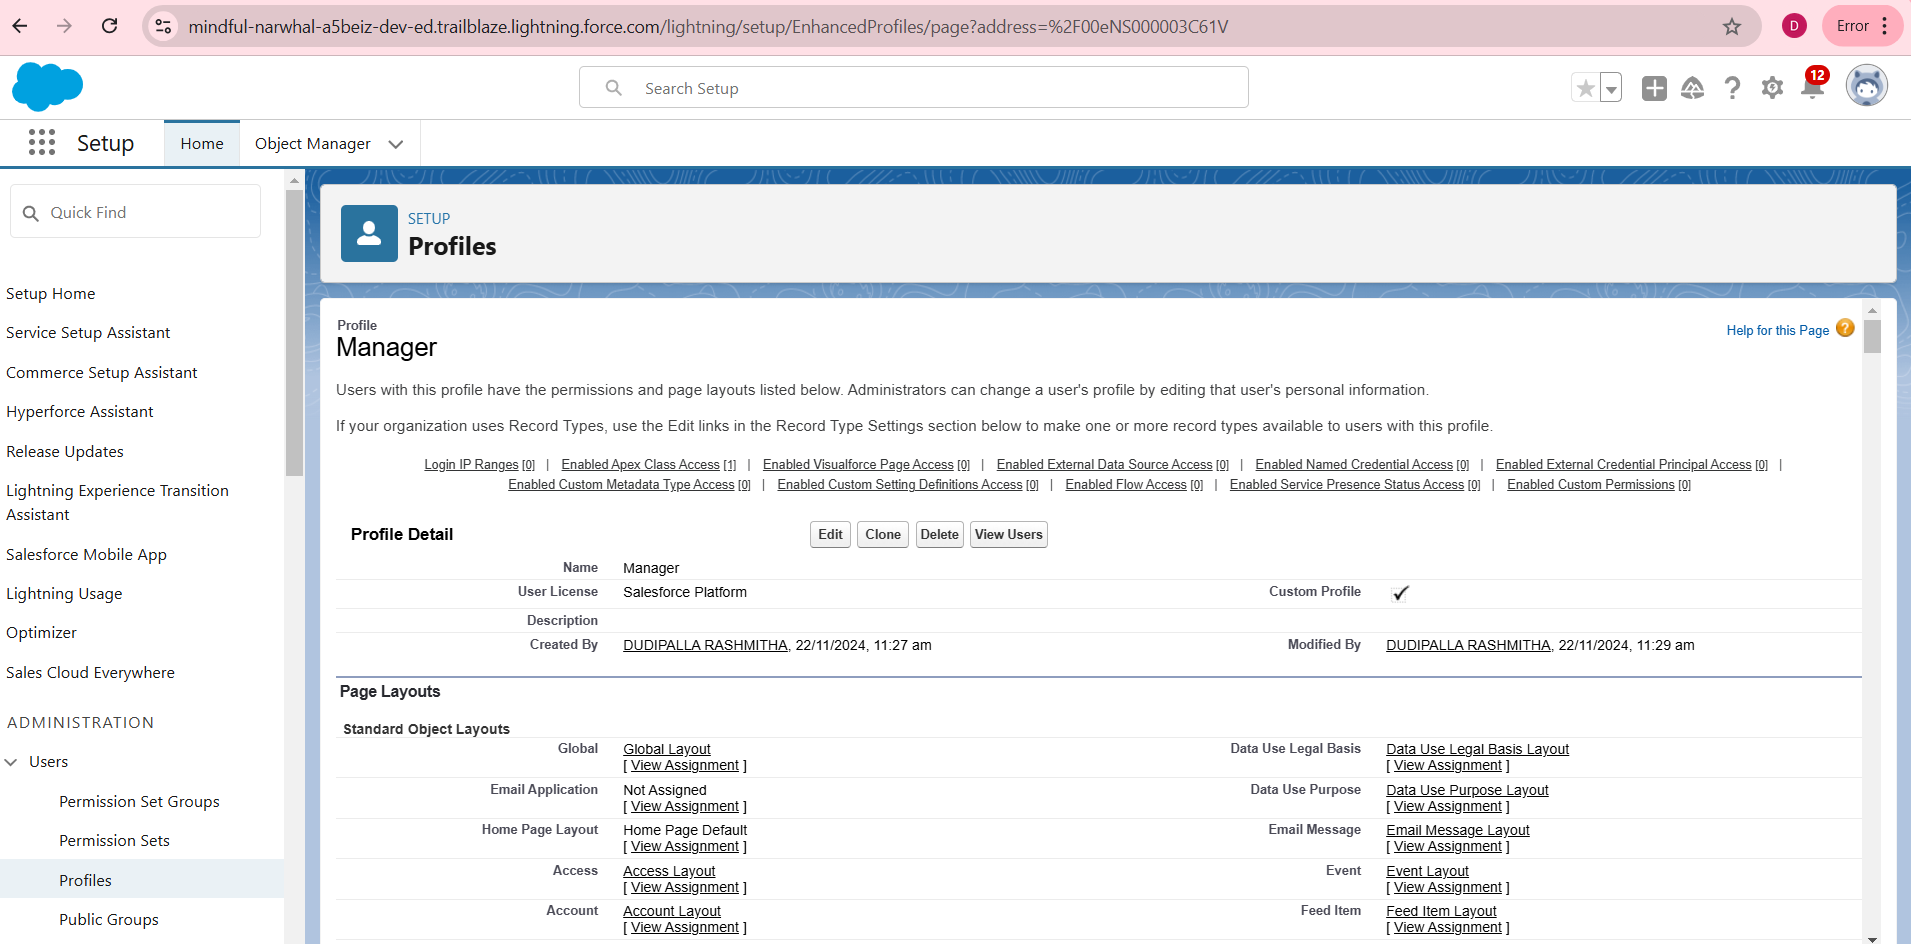 mindful-narwhal-a5beiz-dev-ed.trailblaze.lightning.force.com/lightning/setup/EnhancedProfiles/page?address=%2F00eNS000003C61V
D
Error
Search Setup
12
Setup
Home
Object Manager
Quick Find
Setup Home
Service Setup Assistant
Commerce Setup Assistant
Hyperforce Assistant
Release Updates
Lightning Experience Transition
Assistant
Salesforce Mobile App
Lightning Usage
Optimizer
Sales Cloud Everywhere
ADMINISTRATION
Users
Permission Set Groups
Permission Sets
Profiles
Public Groups
SETUP
Profiles
Profile
Manager
Help for this Page ?
Users with this profile have the permissions and page layouts listed below. Administrators can change a user's profile by editing that user's personal information.
If your organization uses Record Types, use the Edit links in the Record Type Settings section below to make one or more record types available to users with this profile.
Login IP Ranges [0] | Enabled Apex Class Access [1] | Enabled Visualforce Page Access [0] | Enabled External Data Source Access [0] | Enabled Named Credential Access [0] | Enabled External Credential Principal Access [0] |
Enabled Custom Metadata Type Access [0] | Enabled Custom Setting Definitions Access [0] | Enabled Flow Access [0] | Enabled Service Presence Status Access [0] | Enabled Custom Permissions [0]
Profile Detail Edit Clone Delete View Users
Name Manager
User License Salesforce Platform Custom Profile ✓
Description
Created By DUDIPALLA RASHMITHA, 22/11/2024, 11:27 am Modified By DUDIPALLA RASHMITHA, 22/11/2024, 11:29 am
Page Layouts
Standard Object Layouts
Global Global Layout Data Use Legal Basis Data Use Legal Basis Layout
[ View Assignment ] [ View Assignment ]
Email Application Not Assigned Data Use Purpose Data Use Purpose Layout
[ View Assignment ] [ View Assignment ]
Home Page Layout Home Page Default Email Message Email Message Layout
[ View Assignment ] [ View Assignment ]
Access Access Layout Event Event Layout
[ View Assignment ] [ View Assignment ]
Account Account Layout Feed Item Feed Item Layout
[ View Assignment ] [ View Assignment ]